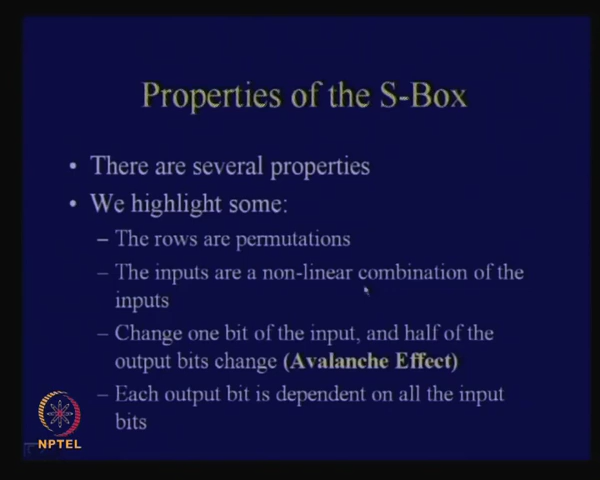 Properties of the S-Box
• There are several properties
• We highlight some:
– The rows are permutations
– The inputs are a non-linear combination of the
inputs
– Change one bit of the input, and half of the
output bits change (Avalanche Effect)
– Each output bit is dependent on all the input
bits
NPTEL